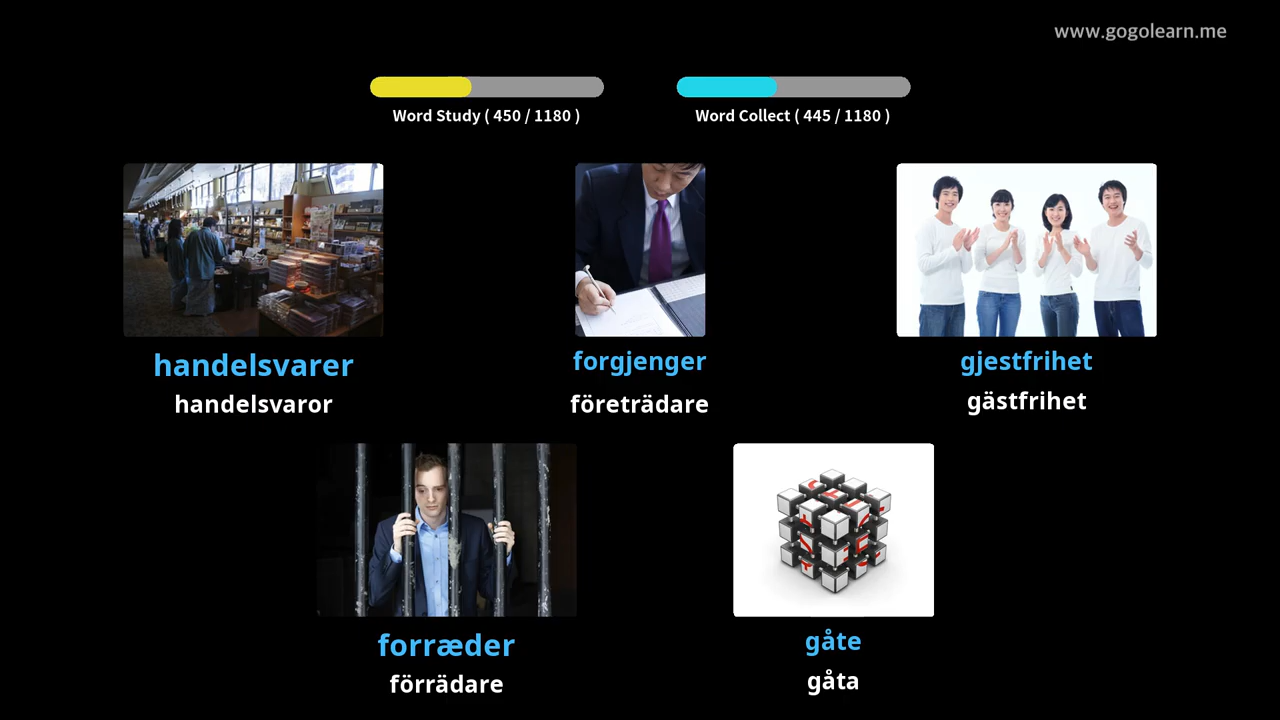 www.gogolearn.me
Word Study ( 450 / 1180 )
Word Collect ( 445 / 1180 )
handelsvarer
handelsvaror
forgjenger
företrädare
gjestfrihet
gästfrihet
forræder
förrädare
gåte
gåta